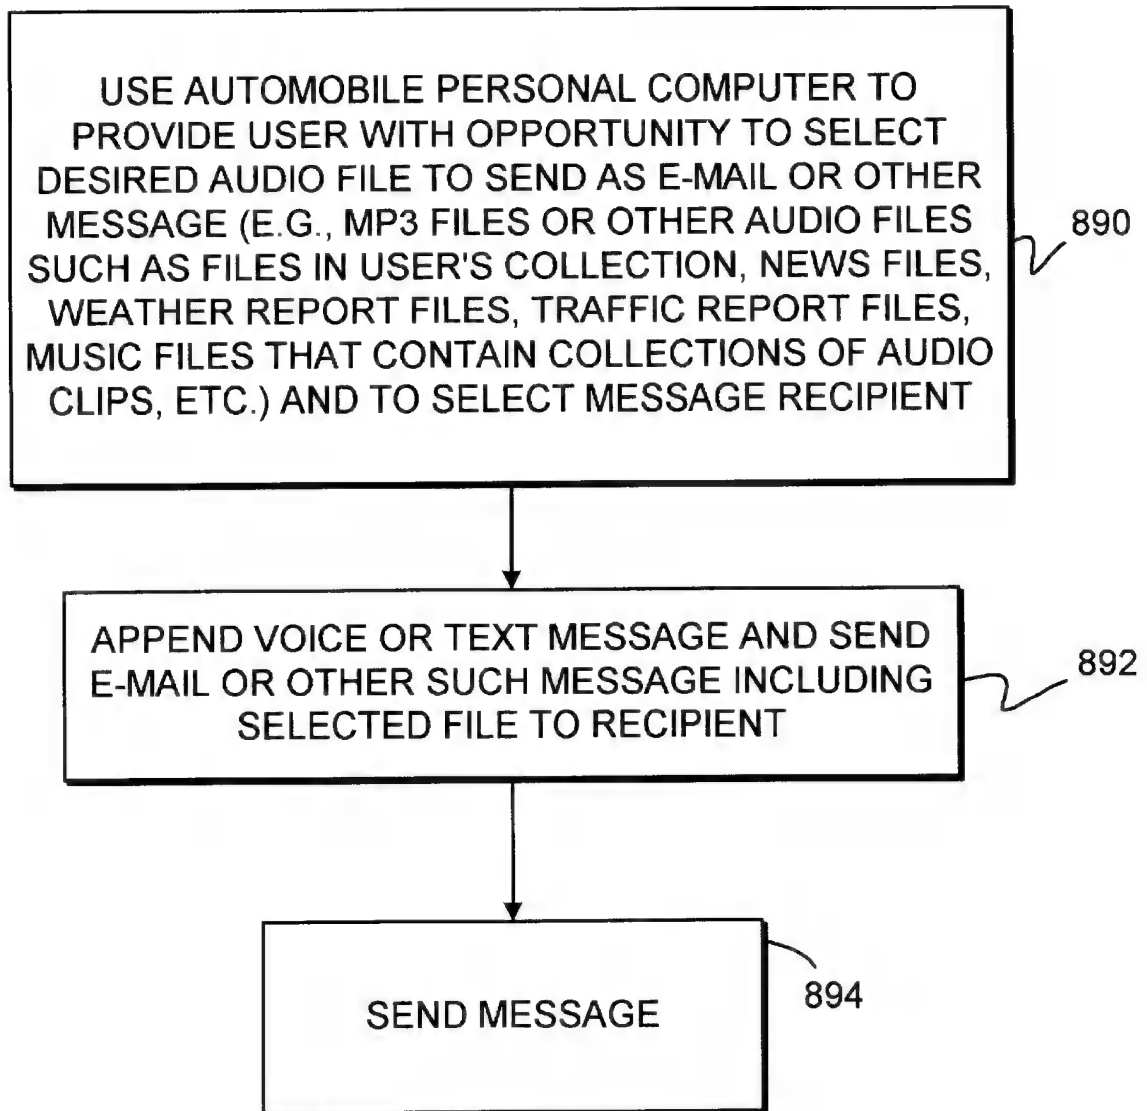 USE AUTOMOBILE PERSONAL COMPUTER TO
PROVIDE USER WITH OPPORTUNITY TO SELECT
DESIRED AUDIO FILE TO SEND AS E-MAIL OR OTHER
MESSAGE (E.G., MP3 FILES OR OTHER AUDIO FILES
SUCH AS FILES IN USER'S COLLECTION, NEWS FILES,
WEATHER REPORT FILES, TRAFFIC REPORT FILES,
MUSIC FILES THAT CONTAIN COLLECTIONS OF AUDIO
CLIPS, ETC.) AND TO SELECT MESSAGE RECIPIENT
890
APPEND VOICE OR TEXT MESSAGE AND SEND
E-MAIL OR OTHER SUCH MESSAGE INCLUDING
SELECTED FILE TO RECIPIENT
892
SEND MESSAGE
894